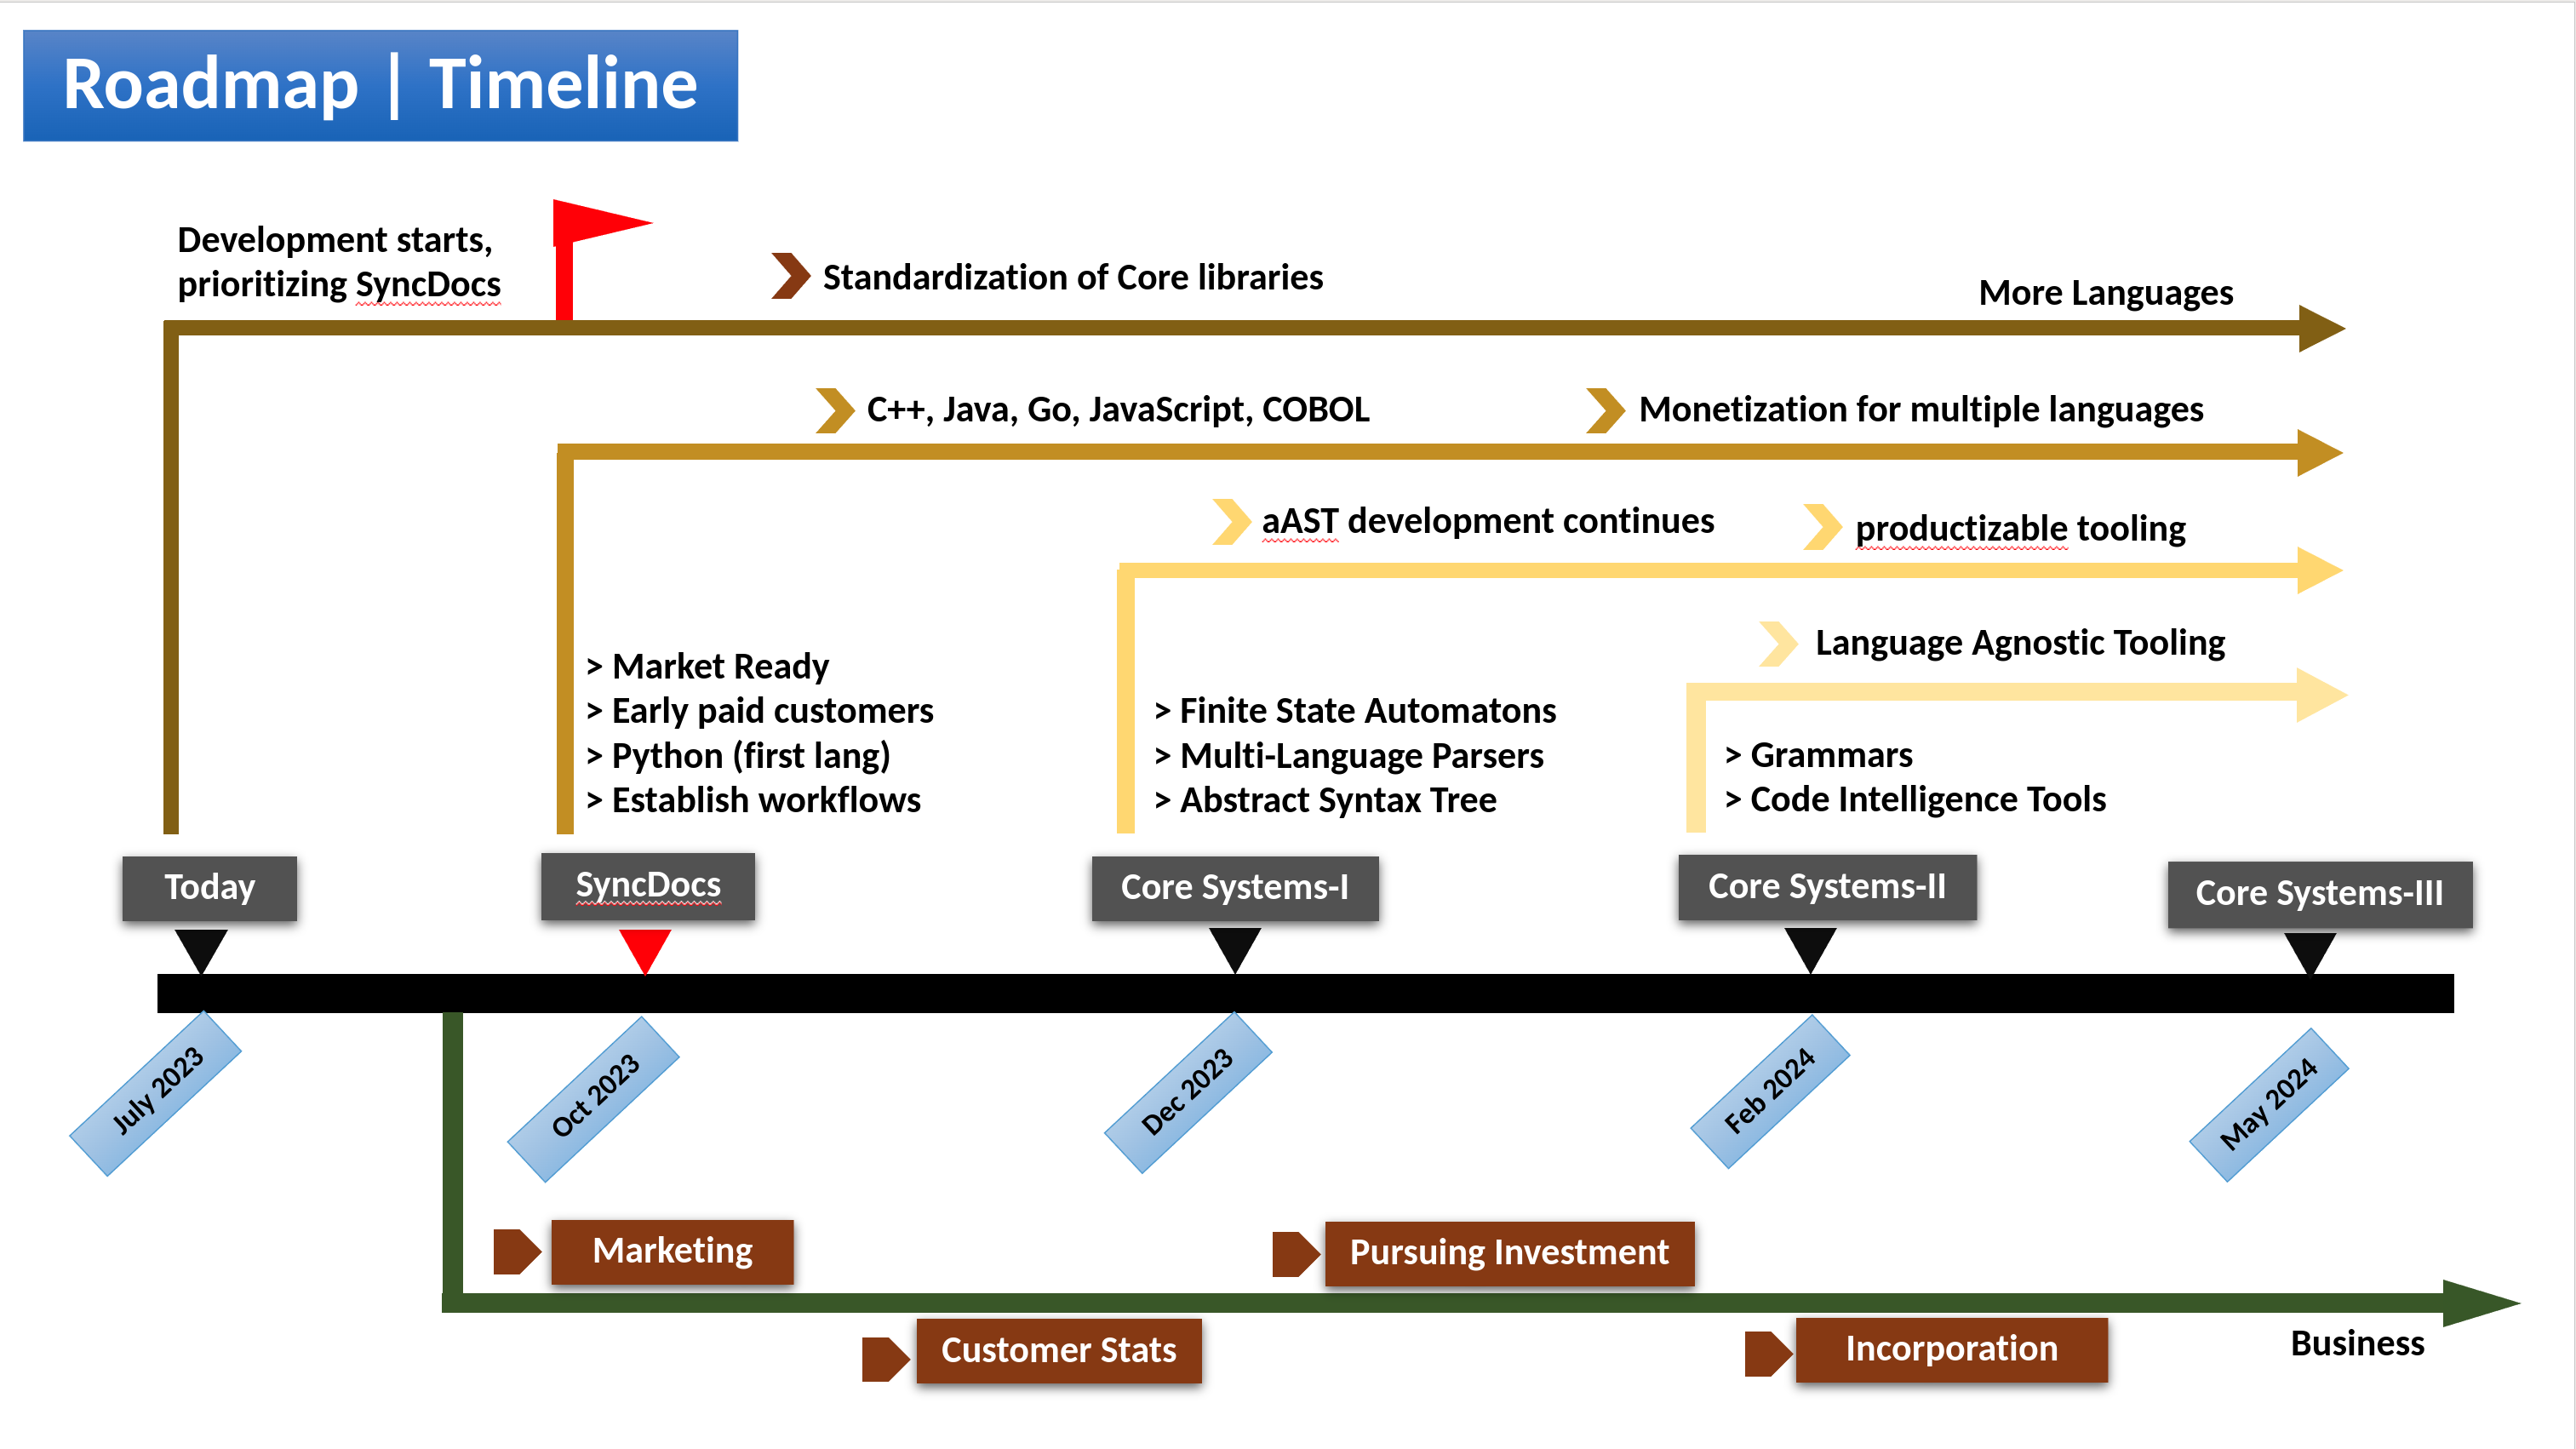 Roadmap | Timeline
Development starts,
prioritizing SyncDocs
Standardization of Core libraries
More Languages
C++, Java, Go, JavaScript, COBOL
Monetization for multiple languages
aAST development continues
productizable tooling
Language Agnostic Tooling
> Market Ready
> Early paid customers
> Python (first lang)
> Establish workflows
> Finite State Automatons
> Multi-Language Parsers
> Abstract Syntax Tree
> Grammars
> Code Intelligence Tools
Today
SyncDocs
Core Systems-I
Core Systems-II
Core Systems-III
July 2023
Oct 2023
Dec 2023
Feb 2024
May 2024
Marketing
Pursuing Investment
Customer Stats
Incorporation
Business